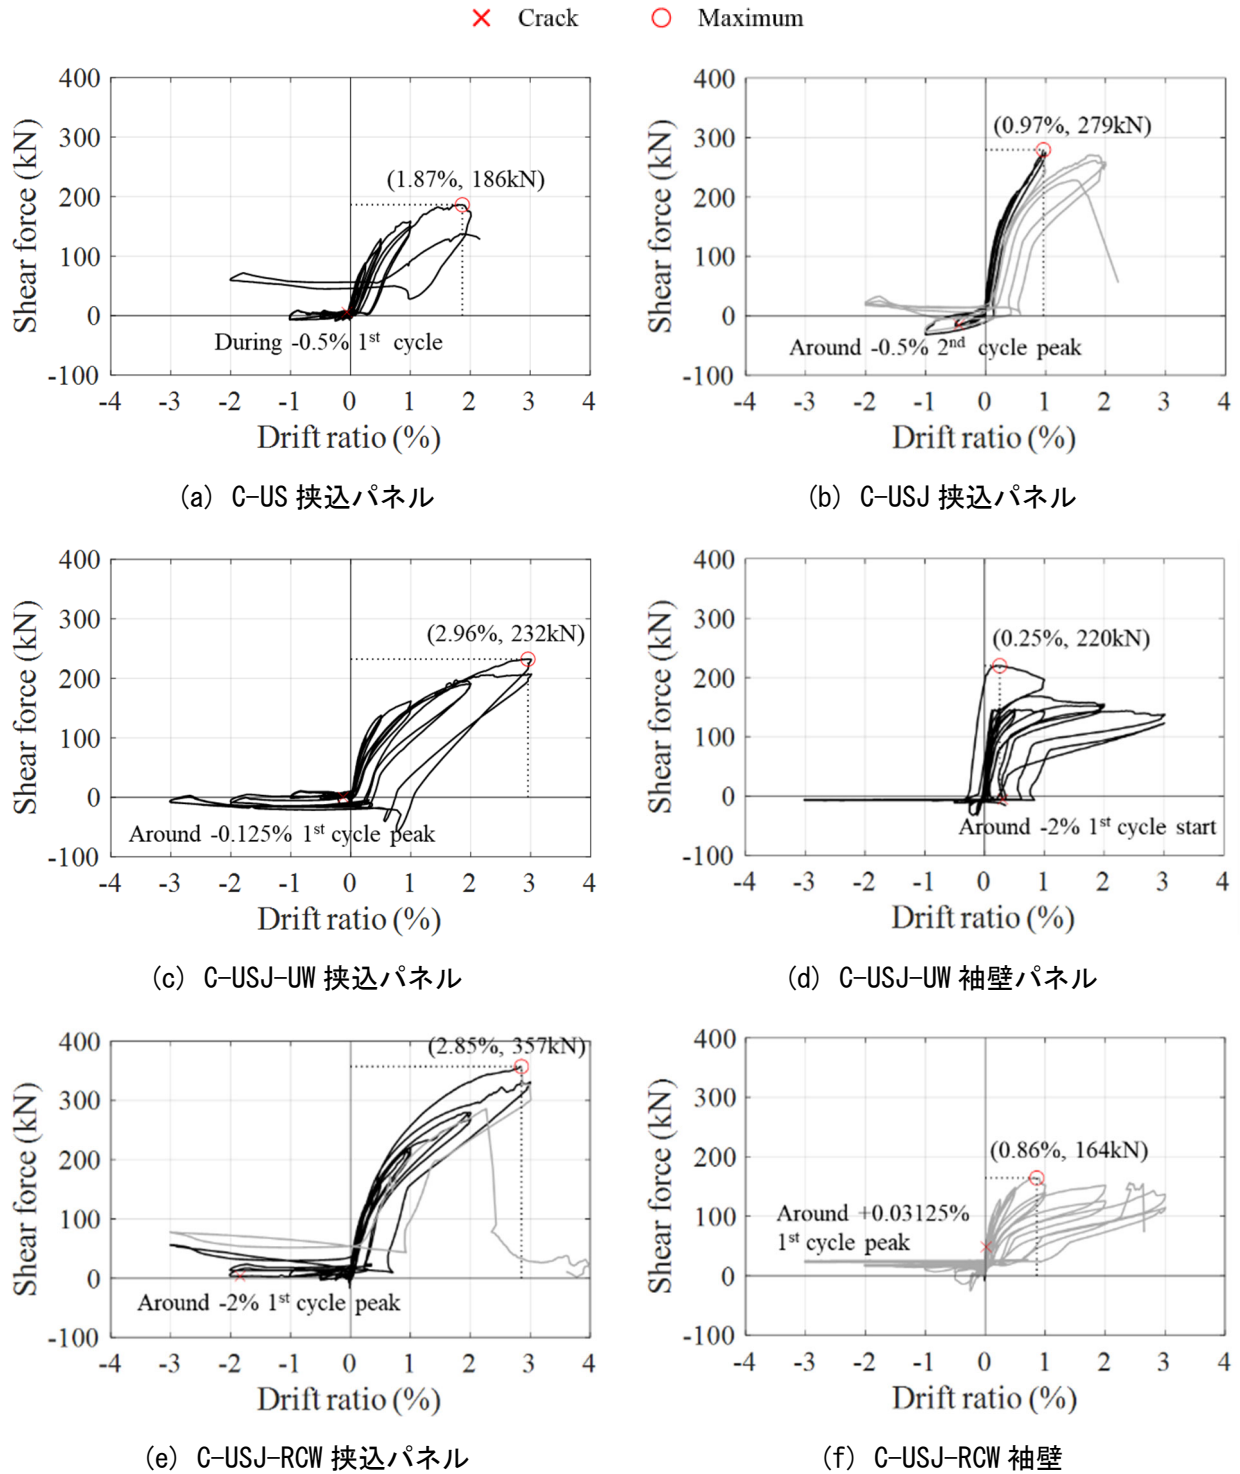 × Crack ○ Maximum
400
300
200
100
0
-100
Shear force (kN)
(1.87%, 186kN)
During -0.5% 1st cycle
-4 -3 -2 -1 0 1 2 3 4
Drift ratio (%)
(a) C-US 挟込パネル
400
300
200
100
0
-100
Shear force (kN)
(0.97%, 279kN)
Around -0.5% 2nd cycle peak
-4 -3 -2 -1 0 1 2 3 4
Drift ratio (%)
(b) C-USJ 挟込パネル
400
300
200
100
0
-100
Shear force (kN)
(2.96%, 232kN)
Around -0.125% 1st cycle peak
-4 -3 -2 -1 0 1 2 3 4
Drift ratio (%)
(c) C-USJ-UW 挟込パネル
400
300
200
100
0
-100
Shear force (kN)
(0.25%, 220kN)
Around -2% 1st cycle start
-4 -3 -2 -1 0 1 2 3 4
Drift ratio (%)
(d) C-USJ-UW 袖壁パネル
400
300
200
100
0
-100
Shear force (kN)
(2.85%, 357kN)
Around -2% 1st cycle peak
-4 -3 -2 -1 0 1 2 3 4
Drift ratio (%)
(e) C-USJ-RCW 挟込パネル
400
300
200
100
0
-100
Shear force (kN)
(0.86%, 164kN)
Around +0.03125%
1st cycle peak
-4 -3 -2 -1 0 1 2 3 4
Drift ratio (%)
(f) C-USJ-RCW 袖壁